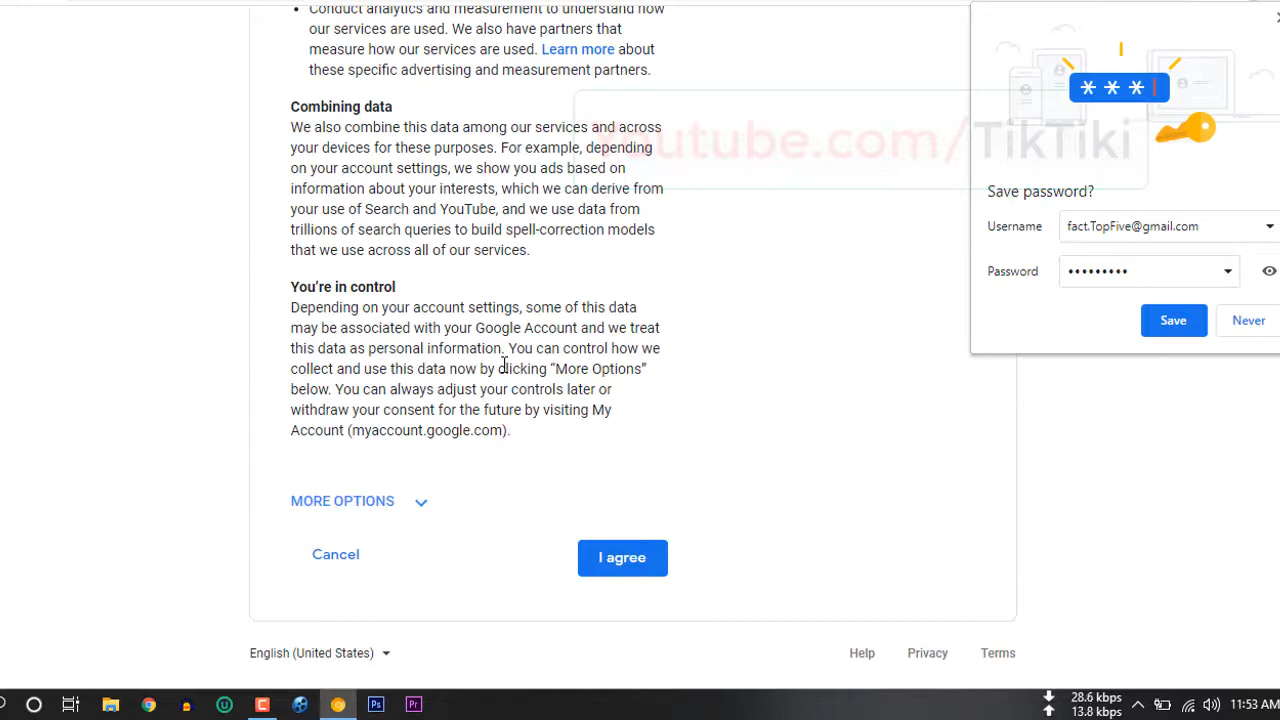 Conduct analytics and measurement to understand how
our services are used. We also have partners that
measure how our services are used. Learn more about
these specific advertising and measurement partners.
Combining data
We also combine this data among our services and across
your devices for these purposes. For example, depending
on your account settings, we show you ads based on
information about your interests, which we can derive from
your use of Search and YouTube, and we use data from
trillions of search queries to build spell-correction models
that we use across all of our services.
You're in control
Depending on your account settings, some of this data
may be associated with your Google Account and we treat
this data as personal information. You can control how we
collect and use this data now by clicking “More Options”
below. You can always adjust your controls later or
withdraw your consent for the future by visiting My
Account (myaccount.google.com).
MORE OPTIONS
Cancel
I agree
English (United States)
Help
Privacy
Terms
Youtube.com/TikTiki
* * *
Save password?
Username
fact.TopFive@gmail.com
Password
•••••••••
Save
Never
Ps
Pr
28.6 kbps
13.8 kbps
11:53 AM